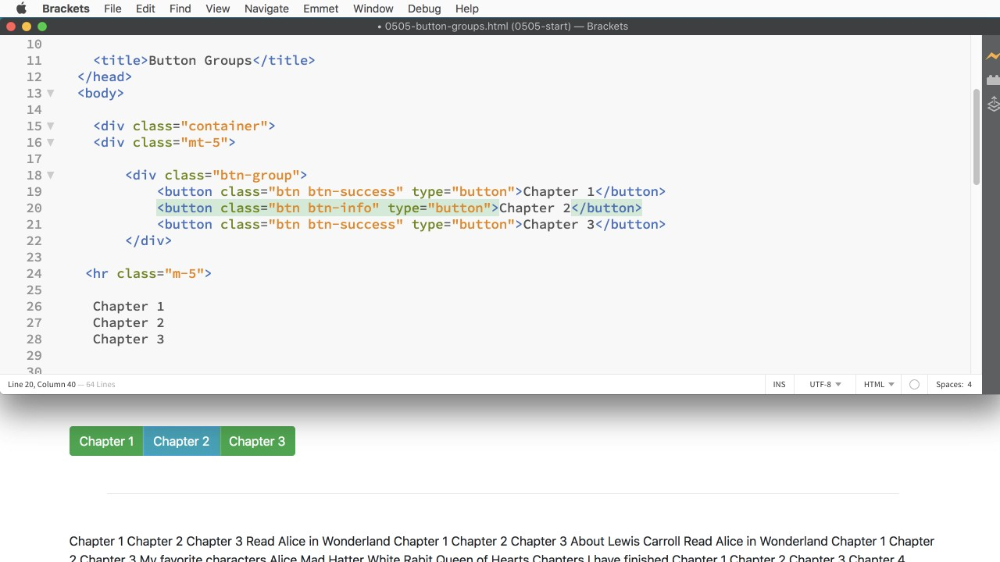 Brackets File Edit Find View Navigate Emmet Window Debug Help
• 0505-button-groups.html (0505-start) — Brackets
10
11 <title>Button Groups</title>
12 </head>
13 <body>
14
15 <div class="container">
16 <div class="mt-5">
17
18 <div class="btn-group">
19 <button class="btn btn-success" type="button">Chapter 1</button>
20 <button class="btn btn-info" type="button">Chapter 2</button>
21 <button class="btn btn-success" type="button">Chapter 3</button>
22 </div>
23
24 <hr class="m-5">
25
26 Chapter 1
27 Chapter 2
28 Chapter 3
29
30
Line 20, Column 40 — 64 Lines INS UTF-8 HTML Spaces: 4
Chapter 1 Chapter 2 Chapter 3
Chapter 1 Chapter 2 Chapter 3 Read Alice in Wonderland Chapter 1 Chapter 2 Chapter 3 About Lewis Carroll Read Alice in Wonderland Chapter 1 Chapter
2 Chapter 3 My favorite characters Alice Mad Hatter White Rabit Queen of Hearts Chapters I have finished Chapter 1 Chapter 2 Chapter 3 Chapter 4